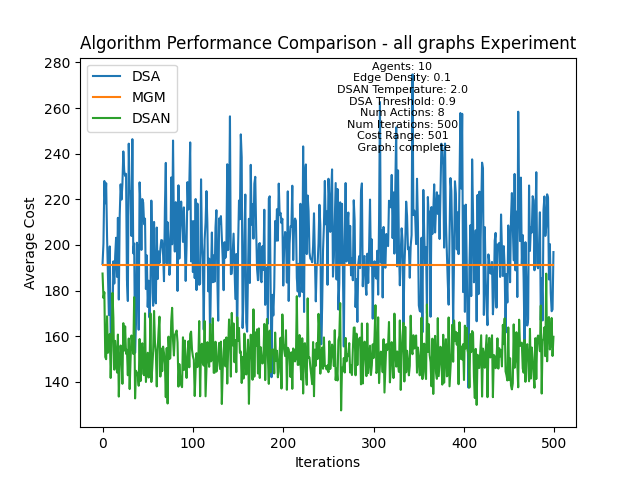 Algorithm Performance Comparison - all graphs Experiment
DSA
MGM
DSAN
Agents: 10
Edge Density: 0.1
DSAN Temperature: 2.0
DSA Threshold: 0.9
Num Actions: 8
Num Iterations: 500
Cost Range: 501
Graph: complete
Average Cost
280
260
240
220
200
180
160
140
0
100
200
300
400
500
Iterations